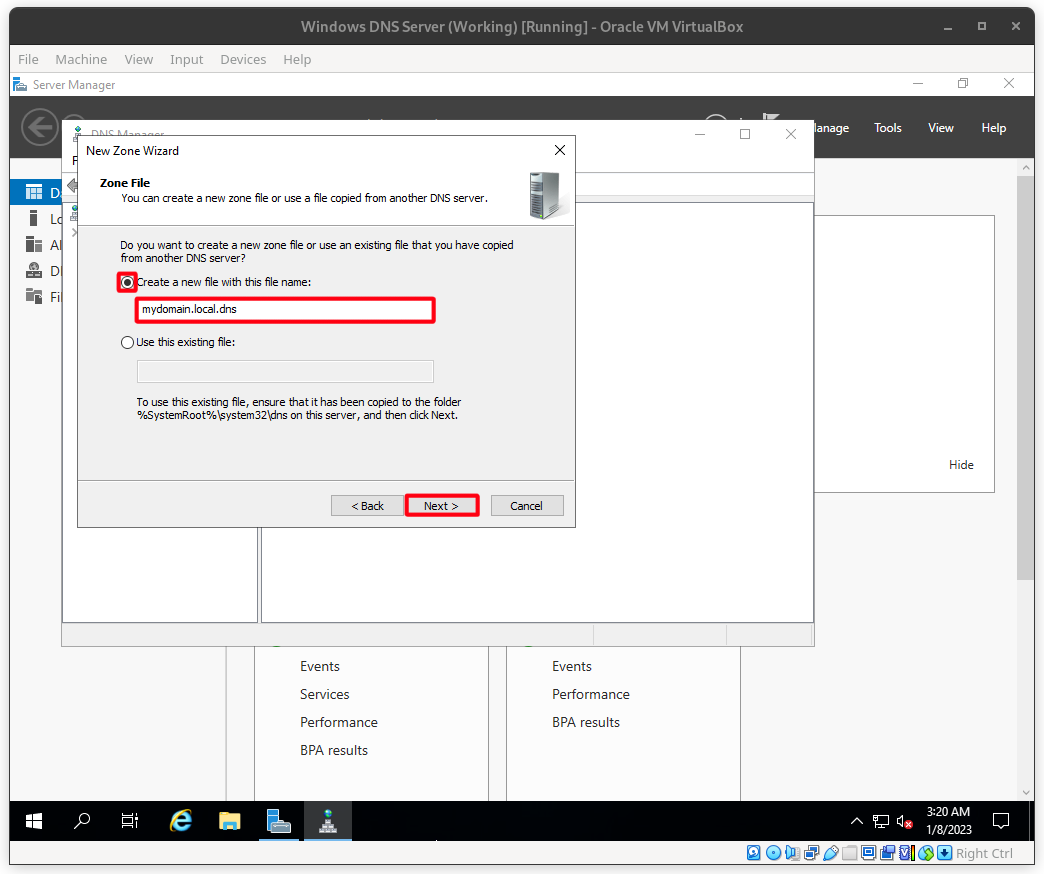 Windows DNS Server (Working) [Running] - Oracle VM VirtualBox
File Machine View Input Devices Help
Server Manager
DNS Manager
Manage Tools View Help
New Zone Wizard
Zone File
You can create a new zone file or use a file copied from another DNS server.
Do you want to create a new zone file or use an existing file that you have copied
from another DNS server?
Create a new file with this file name:
mydomain.local.dns
Use this existing file:
To use this existing file, ensure that it has been copied to the folder
%SystemRoot%\system32\dns on this server, and then click Next.
< Back Next > Cancel
Hide
Events
Services
Performance
BPA results
Events
Performance
BPA results
3:20 AM
1/8/2023
Right Ctrl